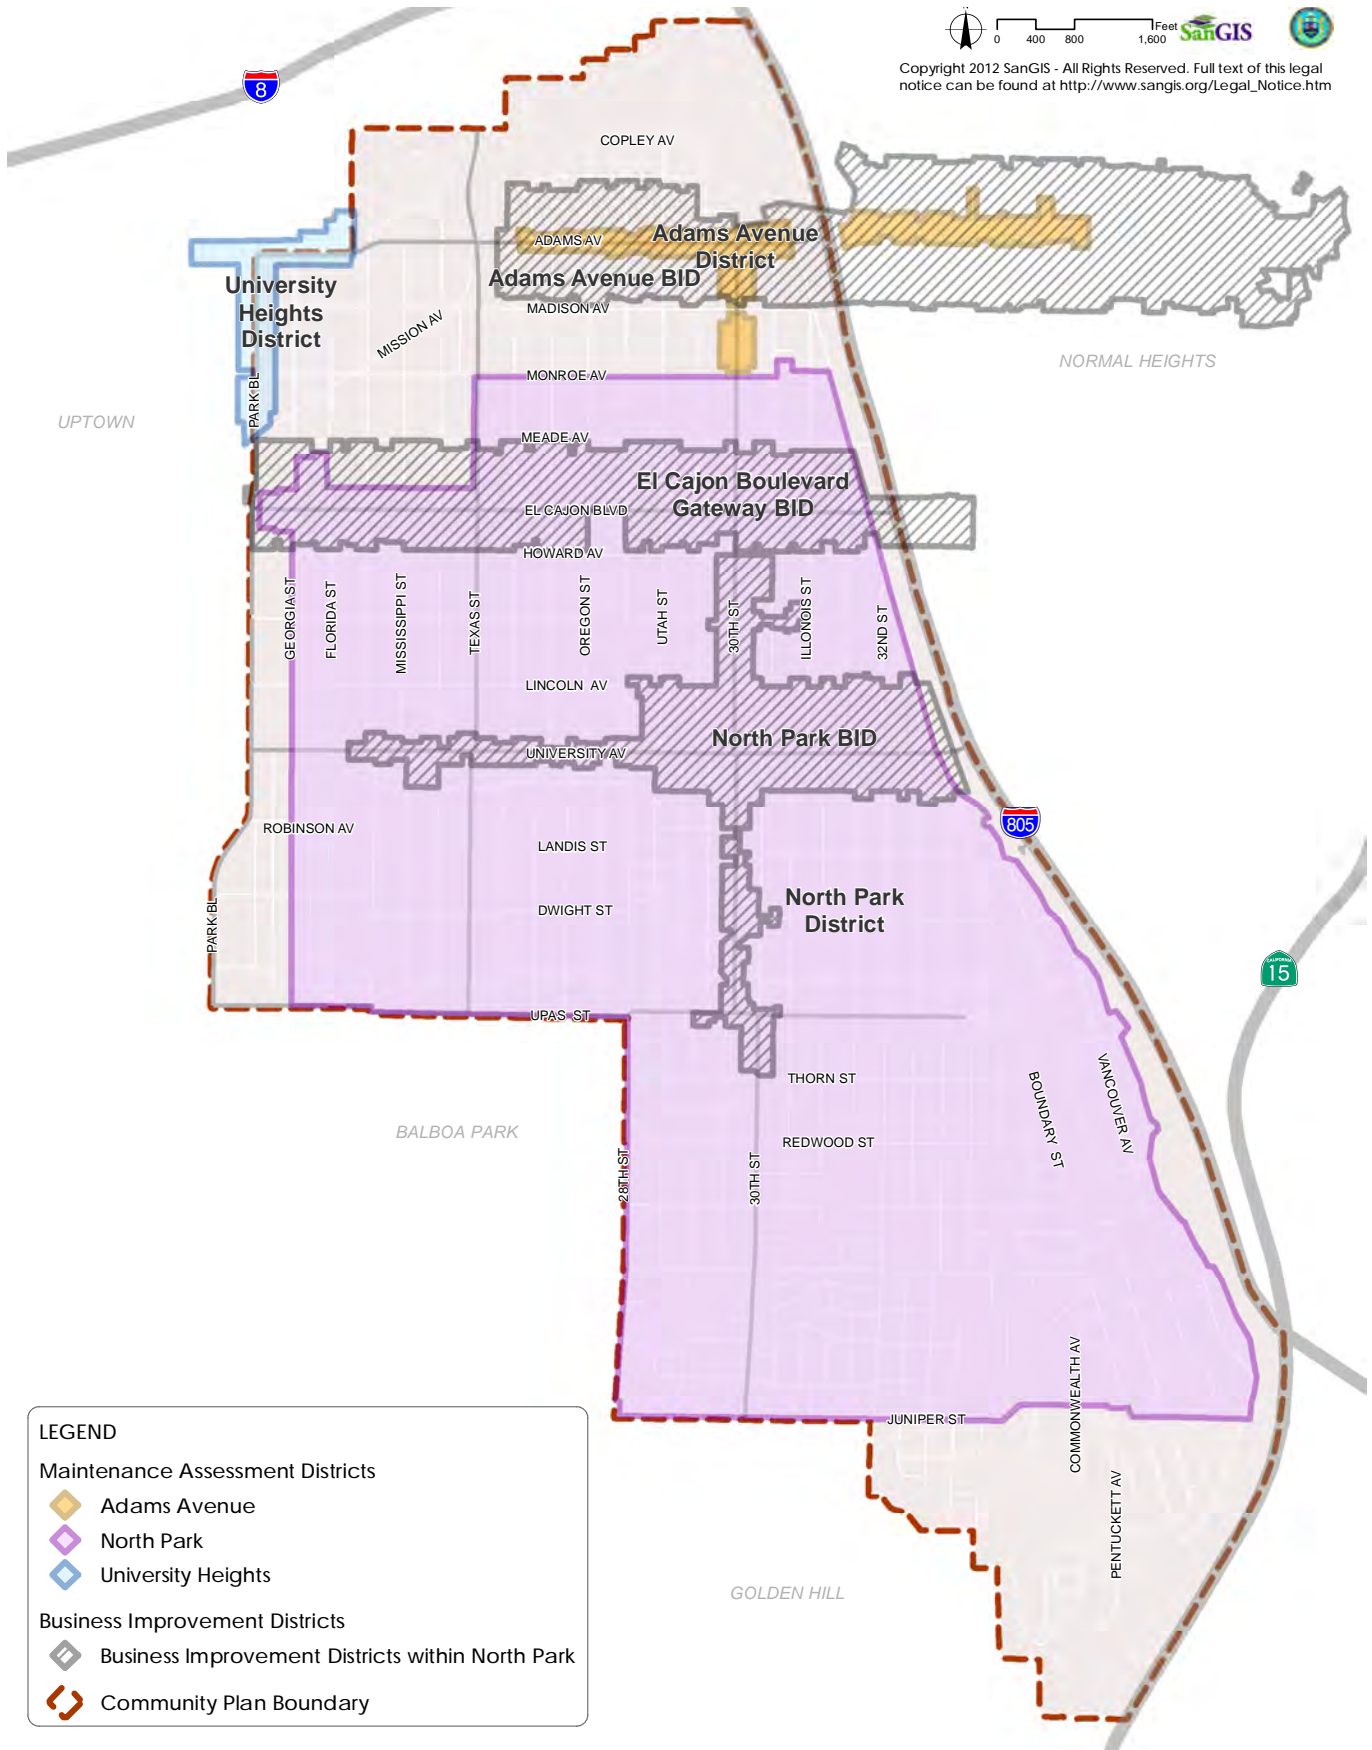 0 400 800 1,600 Feet
SanGIS
Copyright 2012 SanGIS - All Rights Reserved. Full text of this legal
notice can be found at http://www.sangis.org/Legal_Notice.htm
8
COPLEY AV
ADAMS AV
Adams Avenue
District
Adams Avenue BID
MADISON AV
University
Heights
District
MISSION AV
NORMAL HEIGHTS
MONROE AV
PARK BL
UPTOWN
MEADE AV
El Cajon Boulevard
Gateway BID
EL CAJON BLVD
HOWARD AV
GEORGIA ST
FLORIDA ST
MISSISSIPPI ST
TEXAS ST
OREGON ST
UTAH ST
30TH ST
ILLONOIS ST
32ND ST
LINCOLN AV
North Park BID
UNIVERSITY AV
805
ROBINSON AV
LANDIS ST
North Park
District
DWIGHT ST
PARK BL
CALIFORNIA
15
UPAS ST
THORN ST
BOUNDARY ST
VANCOUVER AV
BALBOA PARK
REDWOOD ST
28TH ST
30TH ST
COMMONWEALTH AV
JUNIPER ST
PENTUCKETT AV
GOLDEN HILL
LEGEND
Maintenance Assessment Districts
Adams Avenue
North Park
University Heights
Business Improvement Districts
Business Improvement Districts within North Park
Community Plan Boundary